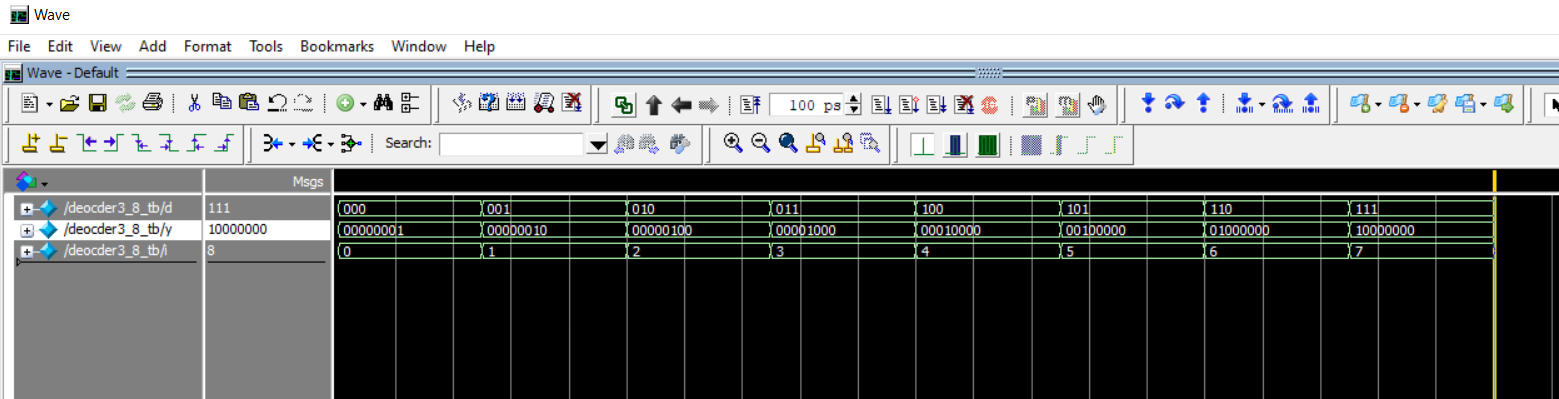 Wave
File Edit View Add Format Tools Bookmarks Window Help
Wave - Default
100 ps
Search:
Msgs
/deocder3_8_tb/d 111 000 001 010 011 100 101 110 111
/deocder3_8_tb/y 10000000 00000001 00000010 00000100 00001000 00010000 00100000 01000000 10000000
/deocder3_8_tb/i 8 0 1 2 3 4 5 6 7